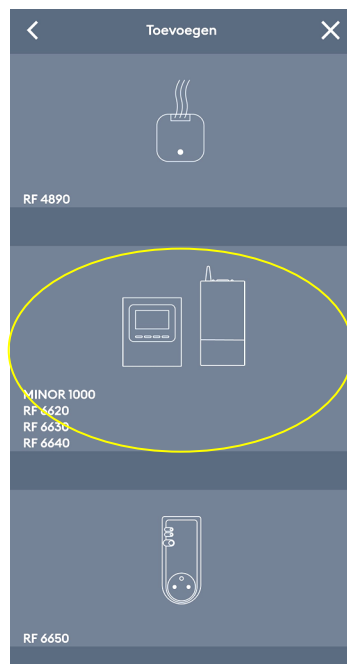 Toevoegen
RF 4890
MINOR 1000
RF 6620
RF 6630
RF 6640
RF 6650